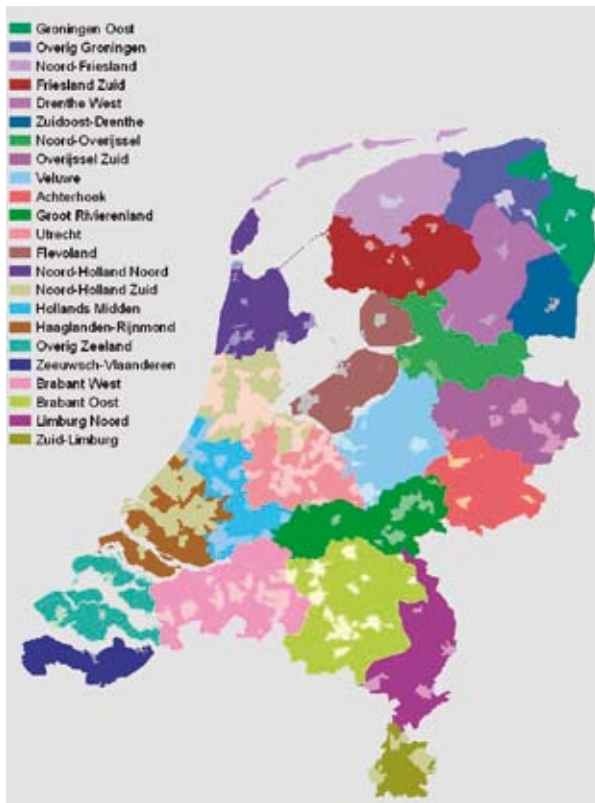 Groningen Oost
Overig Groningen
Noord-Friesland
Friesland Zuid
Drenthe West
Zuidoost-Drenthe
Noord-Overijssel
Overijssel Zuid
Veluwe
Achterhoek
Groot Rivierenland
Utrecht
Flevoland
Noord-Holland Noord
Noord-Holland Zuid
Hollands Midden
Haaglanden-Rijnmond
Overig Zeeland
Zeeuwsch-Vlaanderen
Brabant West
Brabant Oost
Limburg Noord
Zuid-Limburg